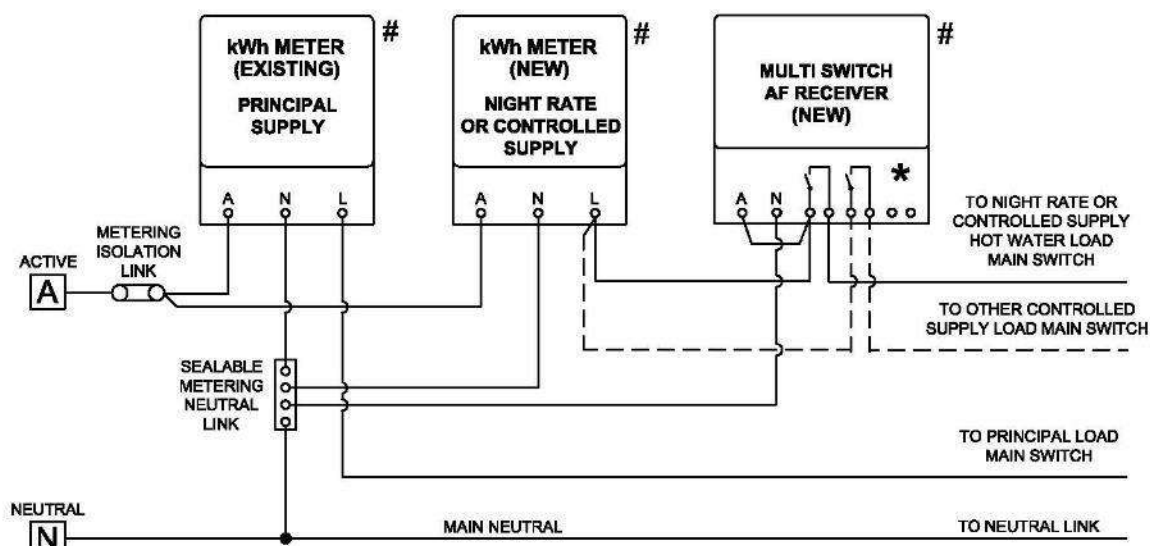 kWh METER
(EXISTING)
PRINCIPAL
SUPPLY
#
kWh METER
(NEW)
NIGHT RATE
OR CONTROLLED
SUPPLY
#
MULTI SWITCH
AF RECEIVER
(NEW)
#
*
A N L
A N L
A N
METERING
ISOLATION
LINK
ACTIVE
A
TO NIGHT RATE OR
CONTROLLED SUPPLY
HOT WATER LOAD
MAIN SWITCH
TO OTHER CONTROLLED
SUPPLY LOAD MAIN SWITCH
SEALABLE
METERING
NEUTRAL
LINK
TO PRINCIPAL LOAD
MAIN SWITCH
NEUTRAL
N
MAIN NEUTRAL
TO NEUTRAL LINK